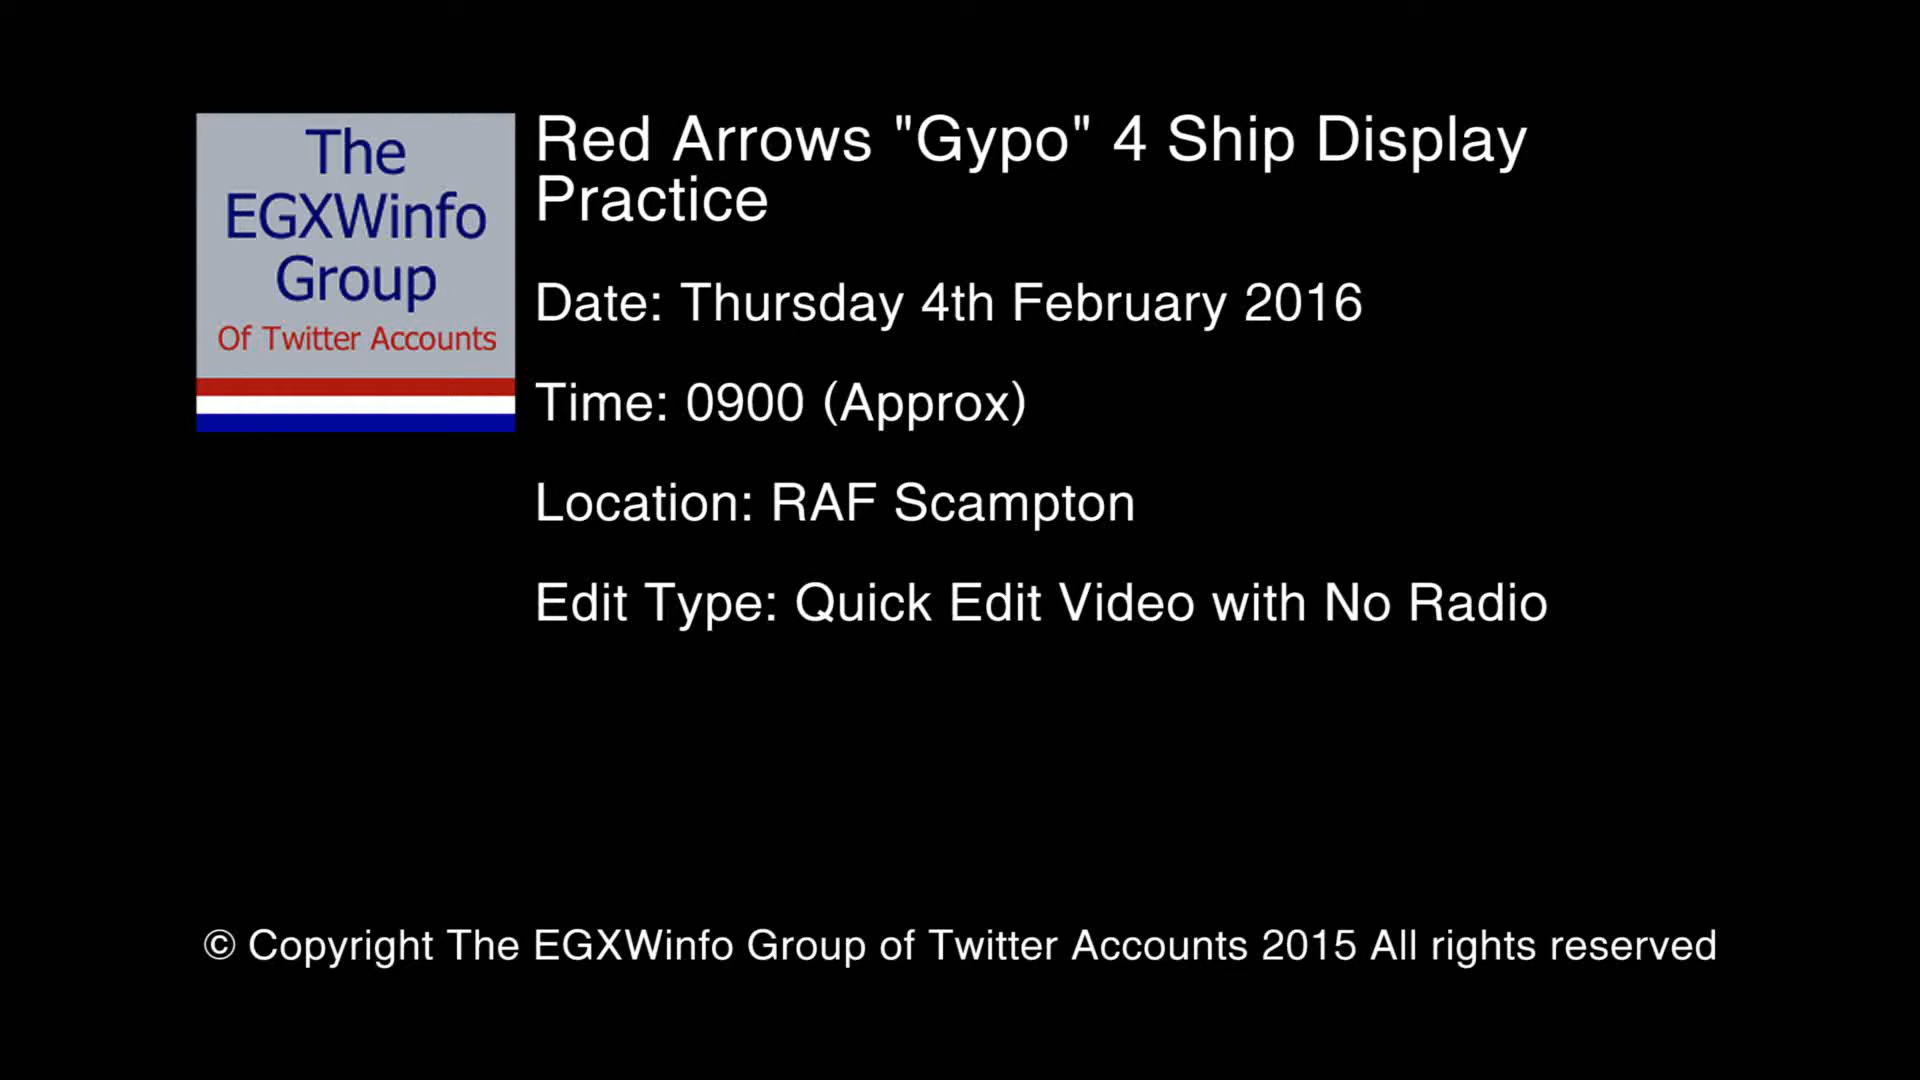 The
EGXWinfo
Group
Of Twitter Accounts
Red Arrows "Gypo" 4 Ship Display
Practice
Date: Thursday 4th February 2016
Time: 0900 (Approx)
Location: RAF Scampton
Edit Type: Quick Edit Video with No Radio
© Copyright The EGXWinfo Group of Twitter Accounts 2015 All rights reserved